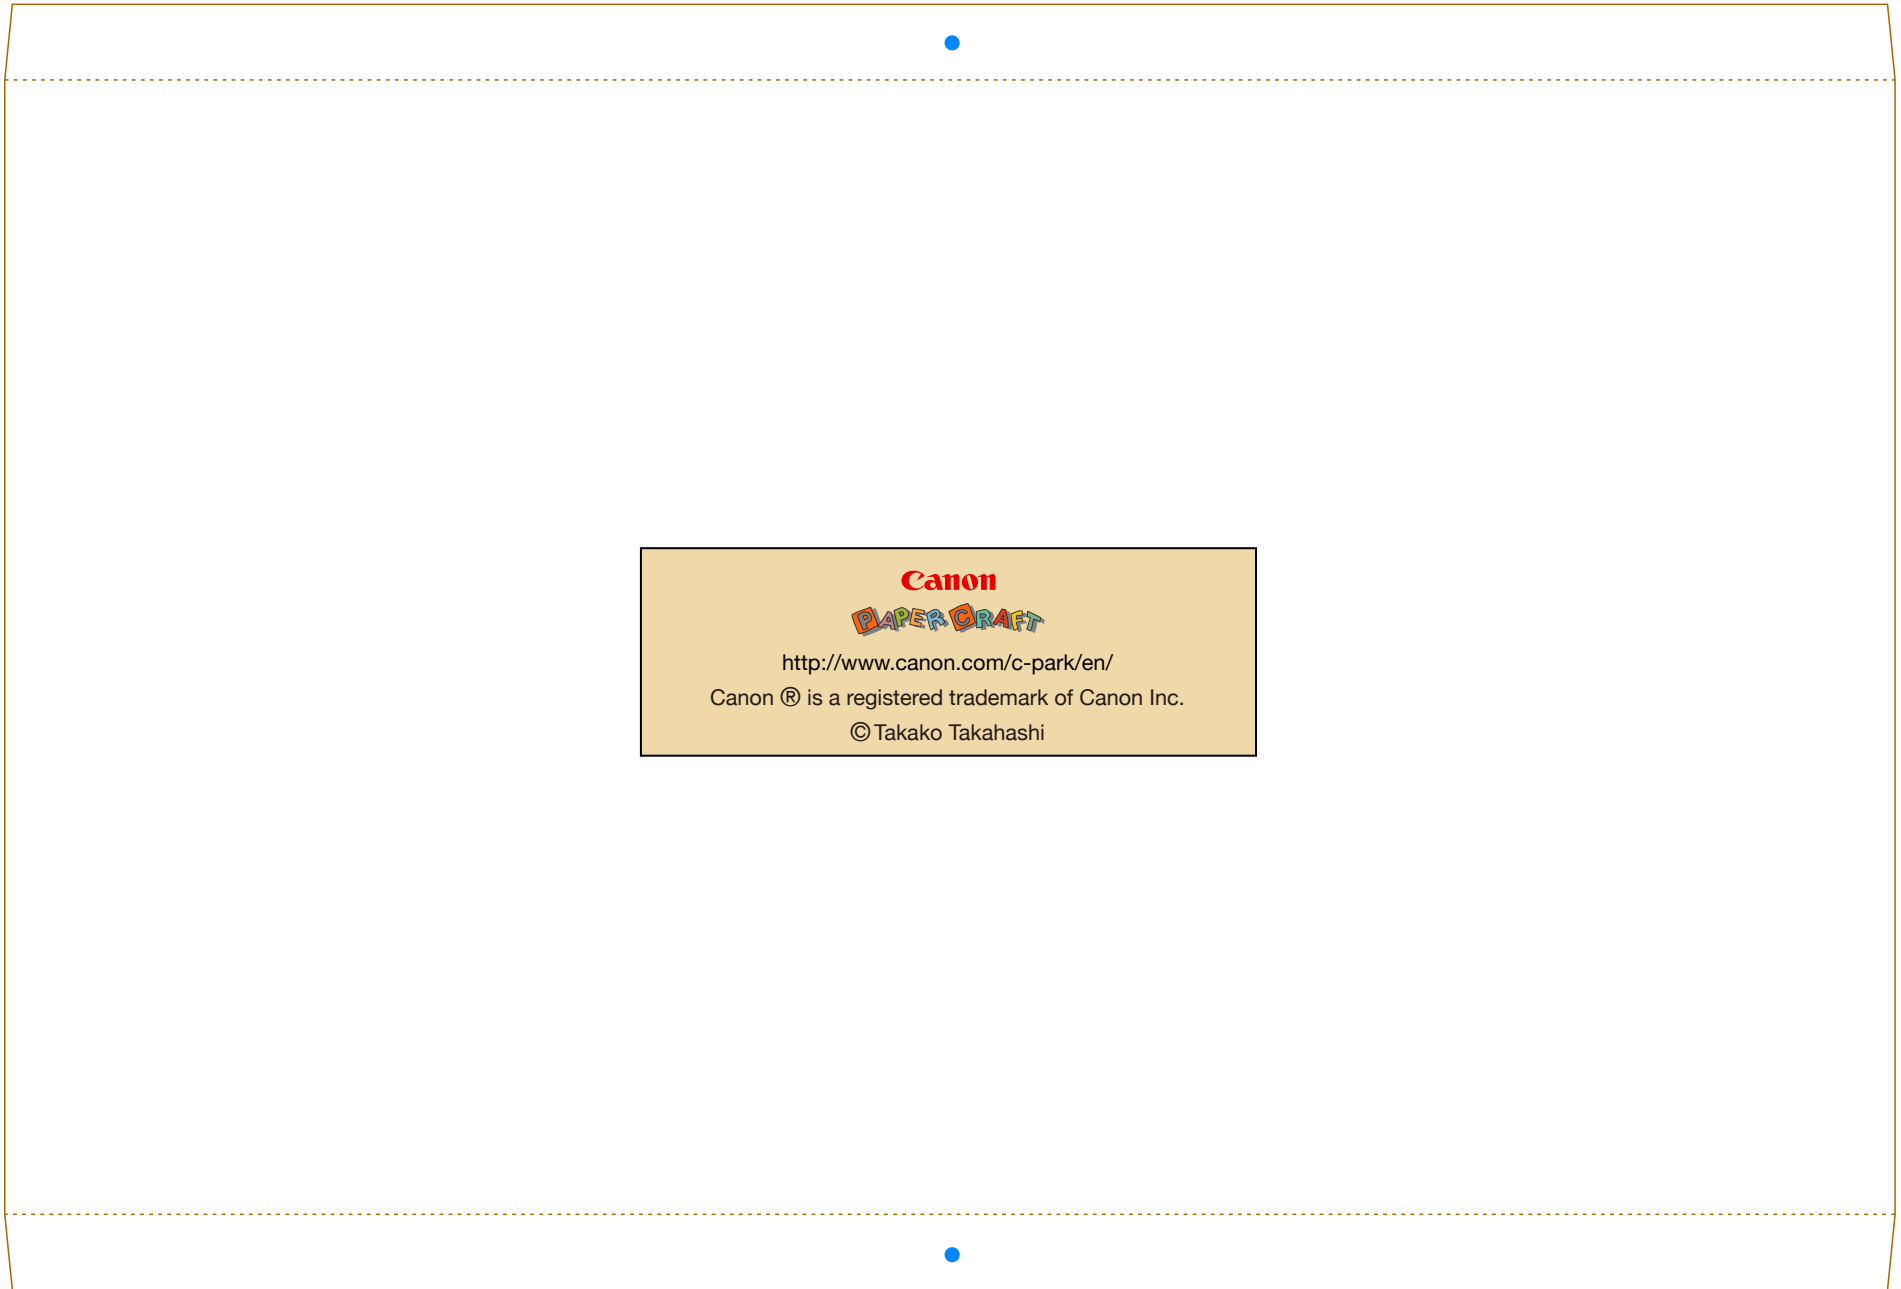 Canon
PAPER CRAFT
http://www.canon.com/c-park/en/
Canon ® is a registered trademark of Canon Inc.
© Takako Takahashi